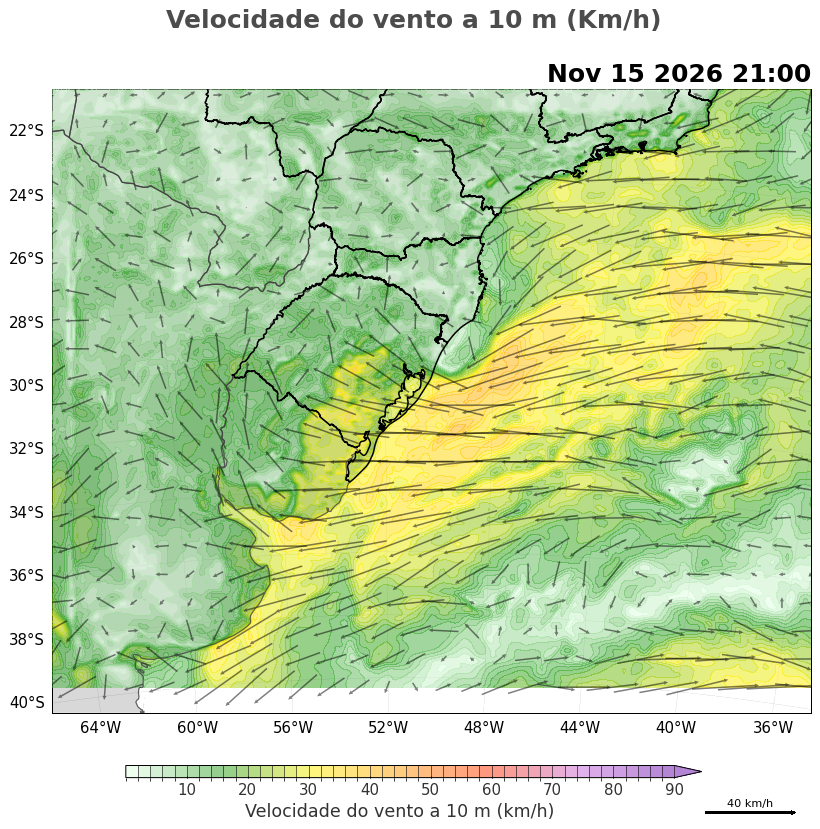 Velocidade do vento a 10 m (Km/h)
Nov 15 2026 21:00
22°S
24°S
26°S
28°S
30°S
32°S
34°S
36°S
38°S
40°S
64°W 60°W 56°W 52°W 48°W 44°W 40°W 36°W
10 20 30 40 50 60 70 80 90
Velocidade do vento a 10 m (km/h)
40 km/h